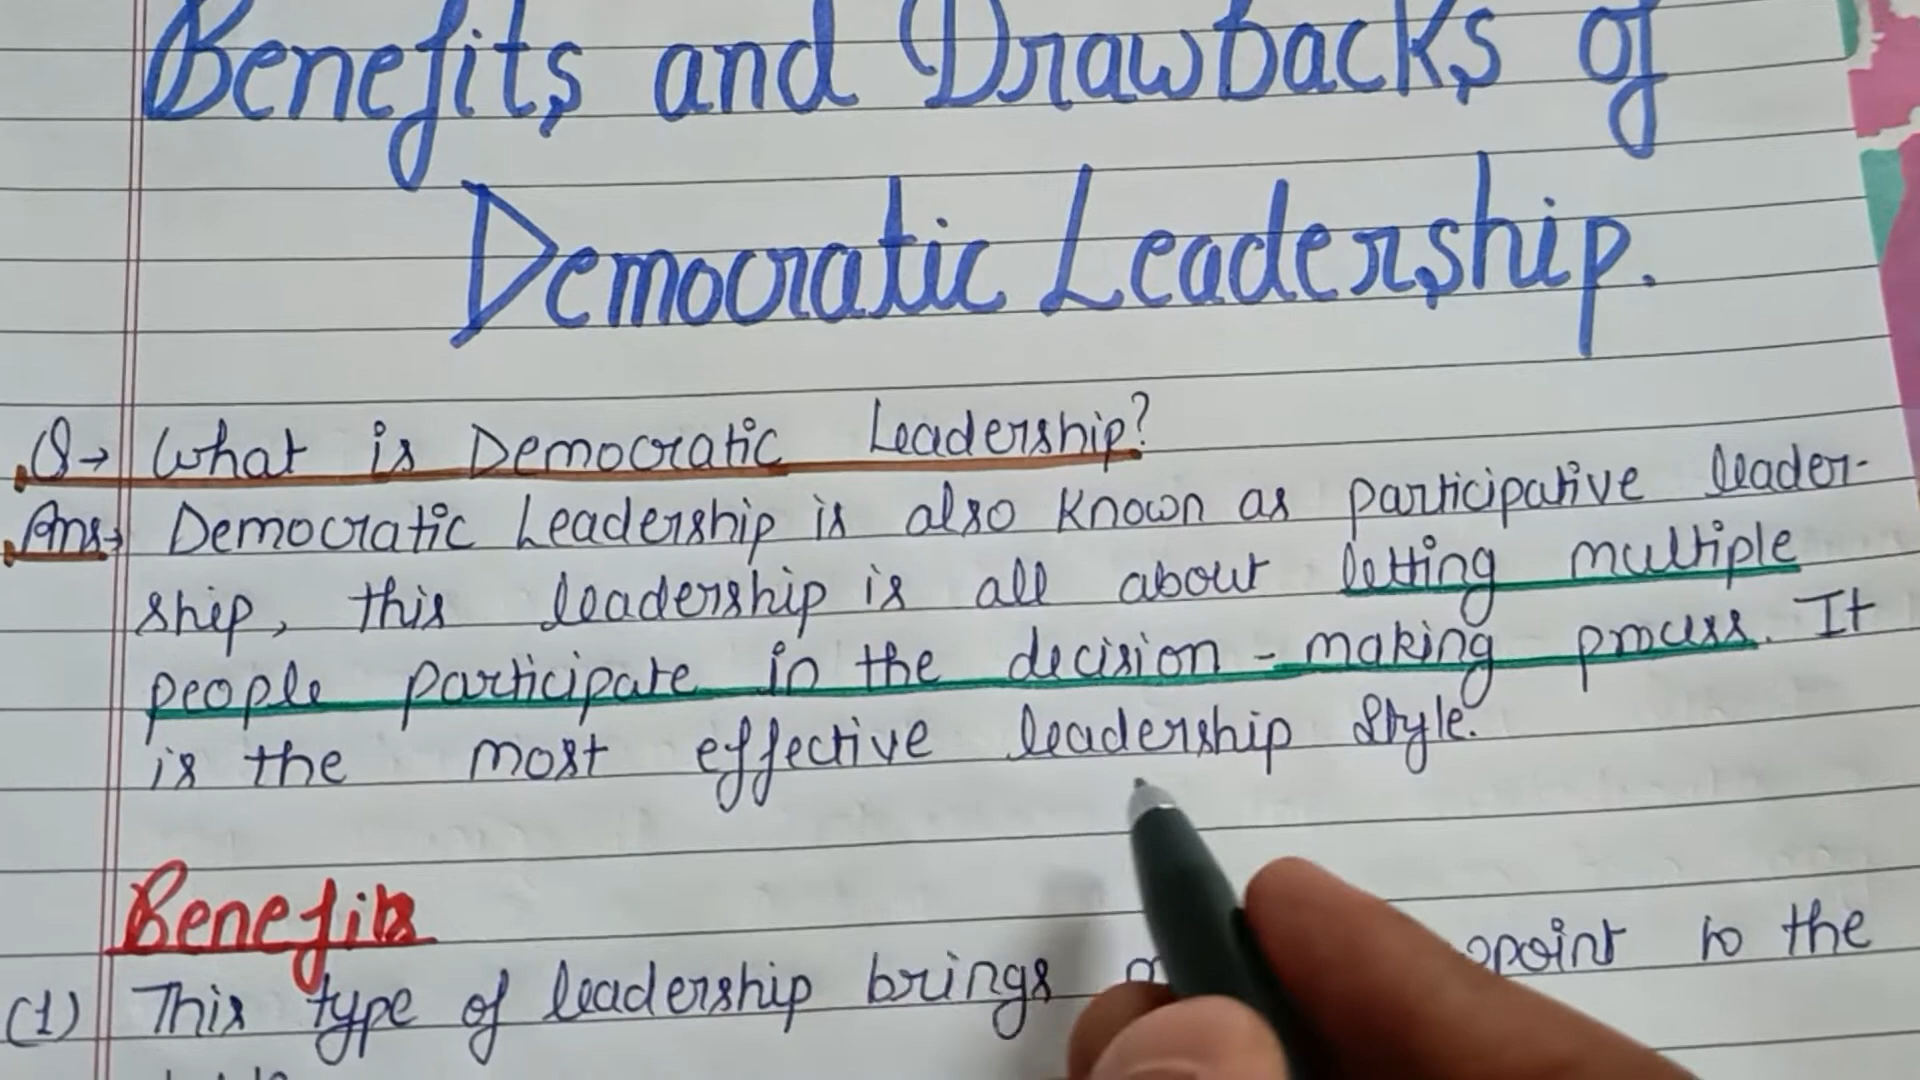 Benefits and Drawbacks of
Democratic Leadership.
Q→ What is Democratic Leadership?
Ans→ Democratic Leadership is also known as participative leader-
ship, this leadership is all about letting multiple
people participate in the decision - making process. It
is the most effective leadership style.
Benefits
(1) This type of leadership brings to the